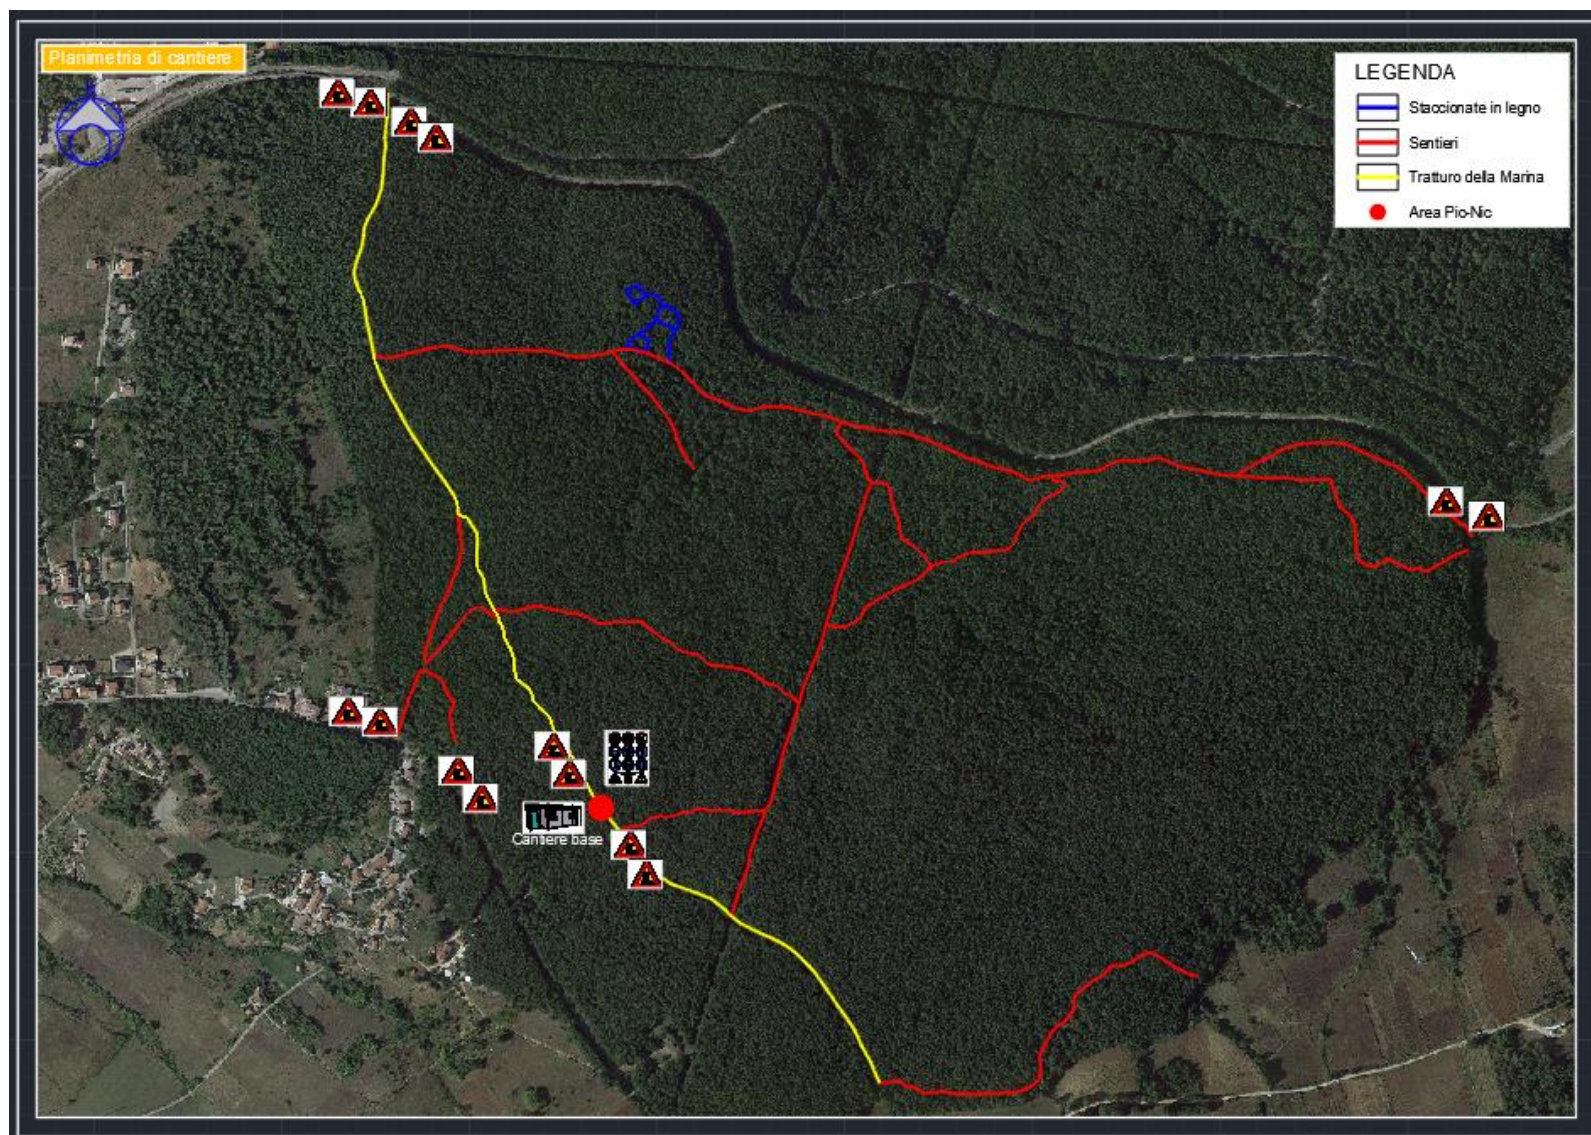 Planimetria di cantiere
N
LEGENDA
Staccionate in legno
Sentieri
Tratturo della Marina
Area Pic-Nic
Cantiere base